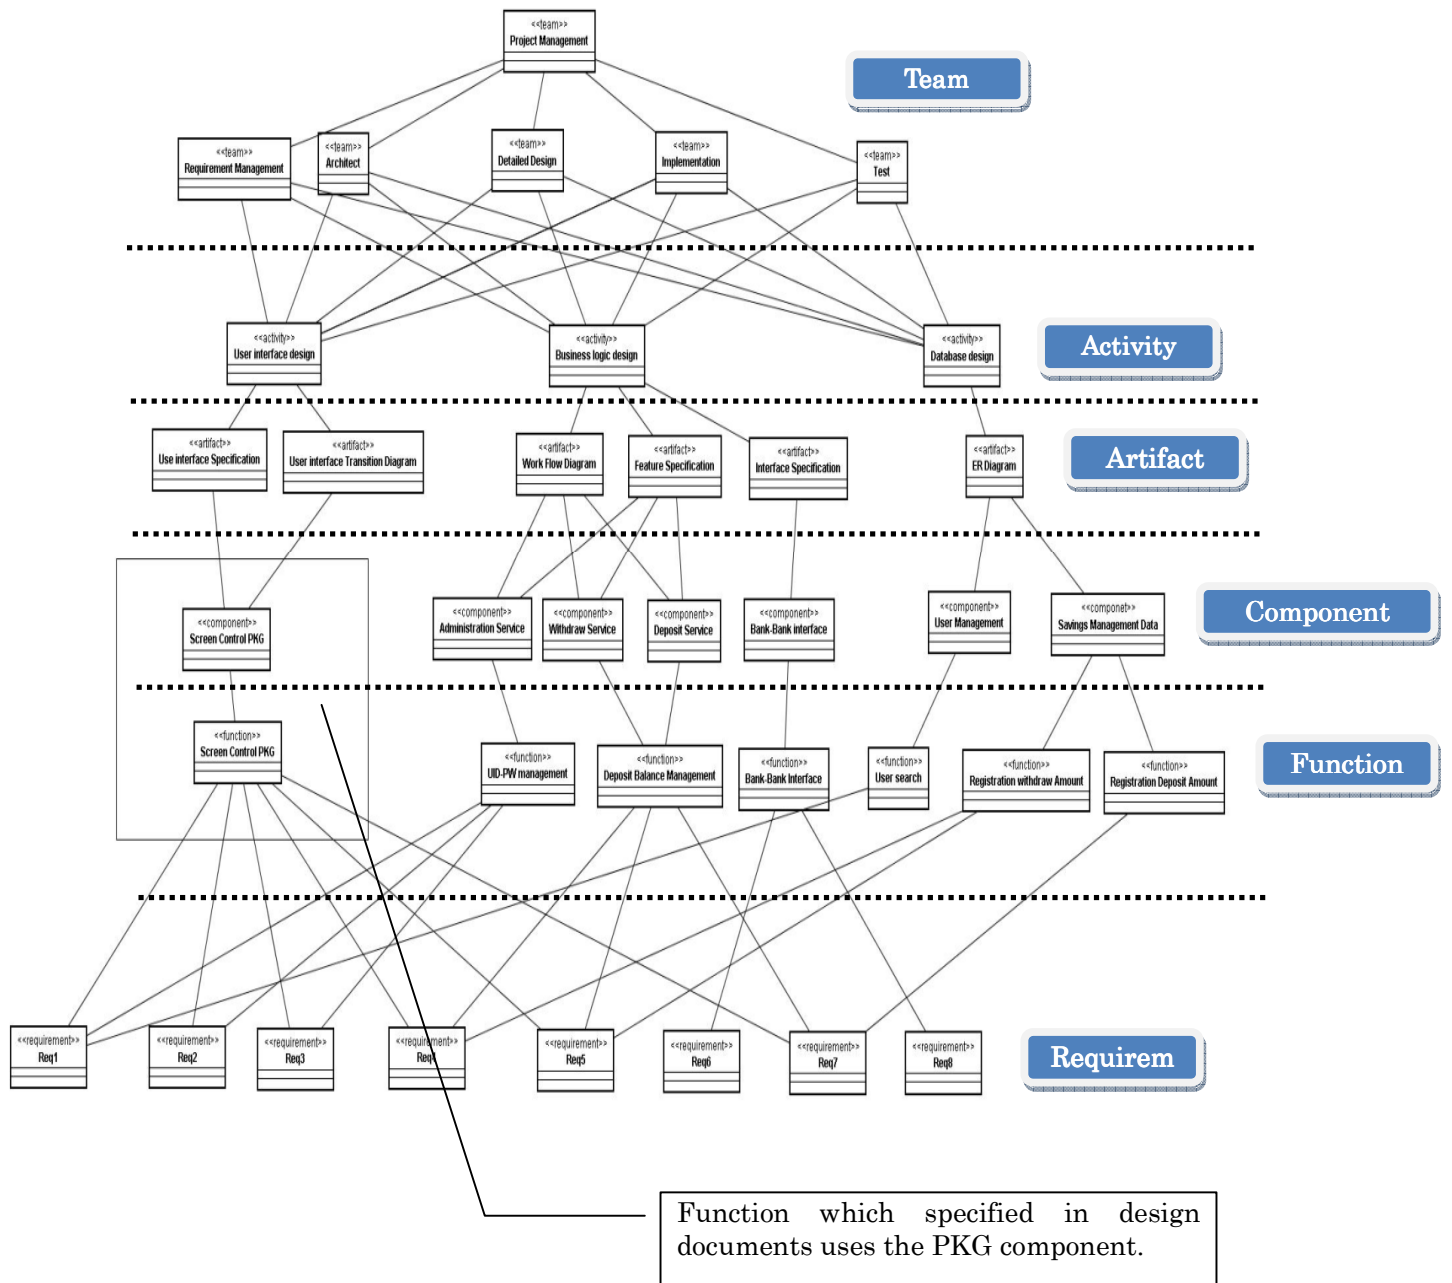 <<team>>
Project Management
Team
<<team>>
Requirement Management
<<team>>
Architect
<<team>>
Detailed Design
<<team>>
Implementation
<<team>>
Test
<<activity>>
User interface design
<<activity>>
Business logic design
<<activity>>
Database design
Activity
<<artifact>>
Use interface Specification
<<artifact>>
User interface Transition Diagram
<<artifact>>
Work Flow Diagram
<<artifact>>
Feature Specification
<<artifact>>
Interface Specification
<<artifact>>
ER Diagram
Artifact
<<component>>
Screen Control PKG
<<component>>
Administration Service
<<component>>
Withdraw Service
<<component>>
Deposit Service
<<component>>
Bank-Bank interface
<<component>>
User Management
<<componet>>
Savings Management Data
Component
<<function>>
Screen Control PKG
<<function>>
UID-PW management
<<function>>
Deposit Balance Management
<<function>>
Bank-Bank Interface
<<function>>
User search
<<function>>
Registration withdraw Amount
<<function>>
Registration Deposit Amount
Function
<<requirement>>
Req1
<<requirement>>
Req2
<<requirement>>
Req3
<<requirement>>
Req4
<<requirement>>
Req5
<<requirement>>
Req6
<<requirement>>
Req7
<<requirement>>
Req8
Requirem
Function which specified in design
documents uses the PKG component.